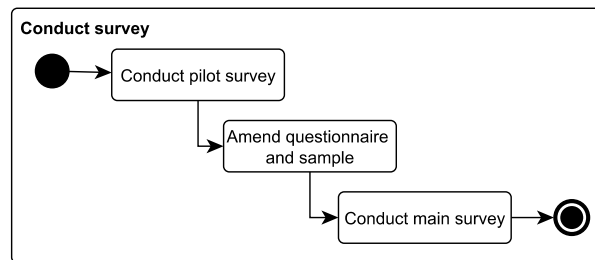 Conduct survey
Conduct pilot survey
Amend questionnaire
and sample
Conduct main survey